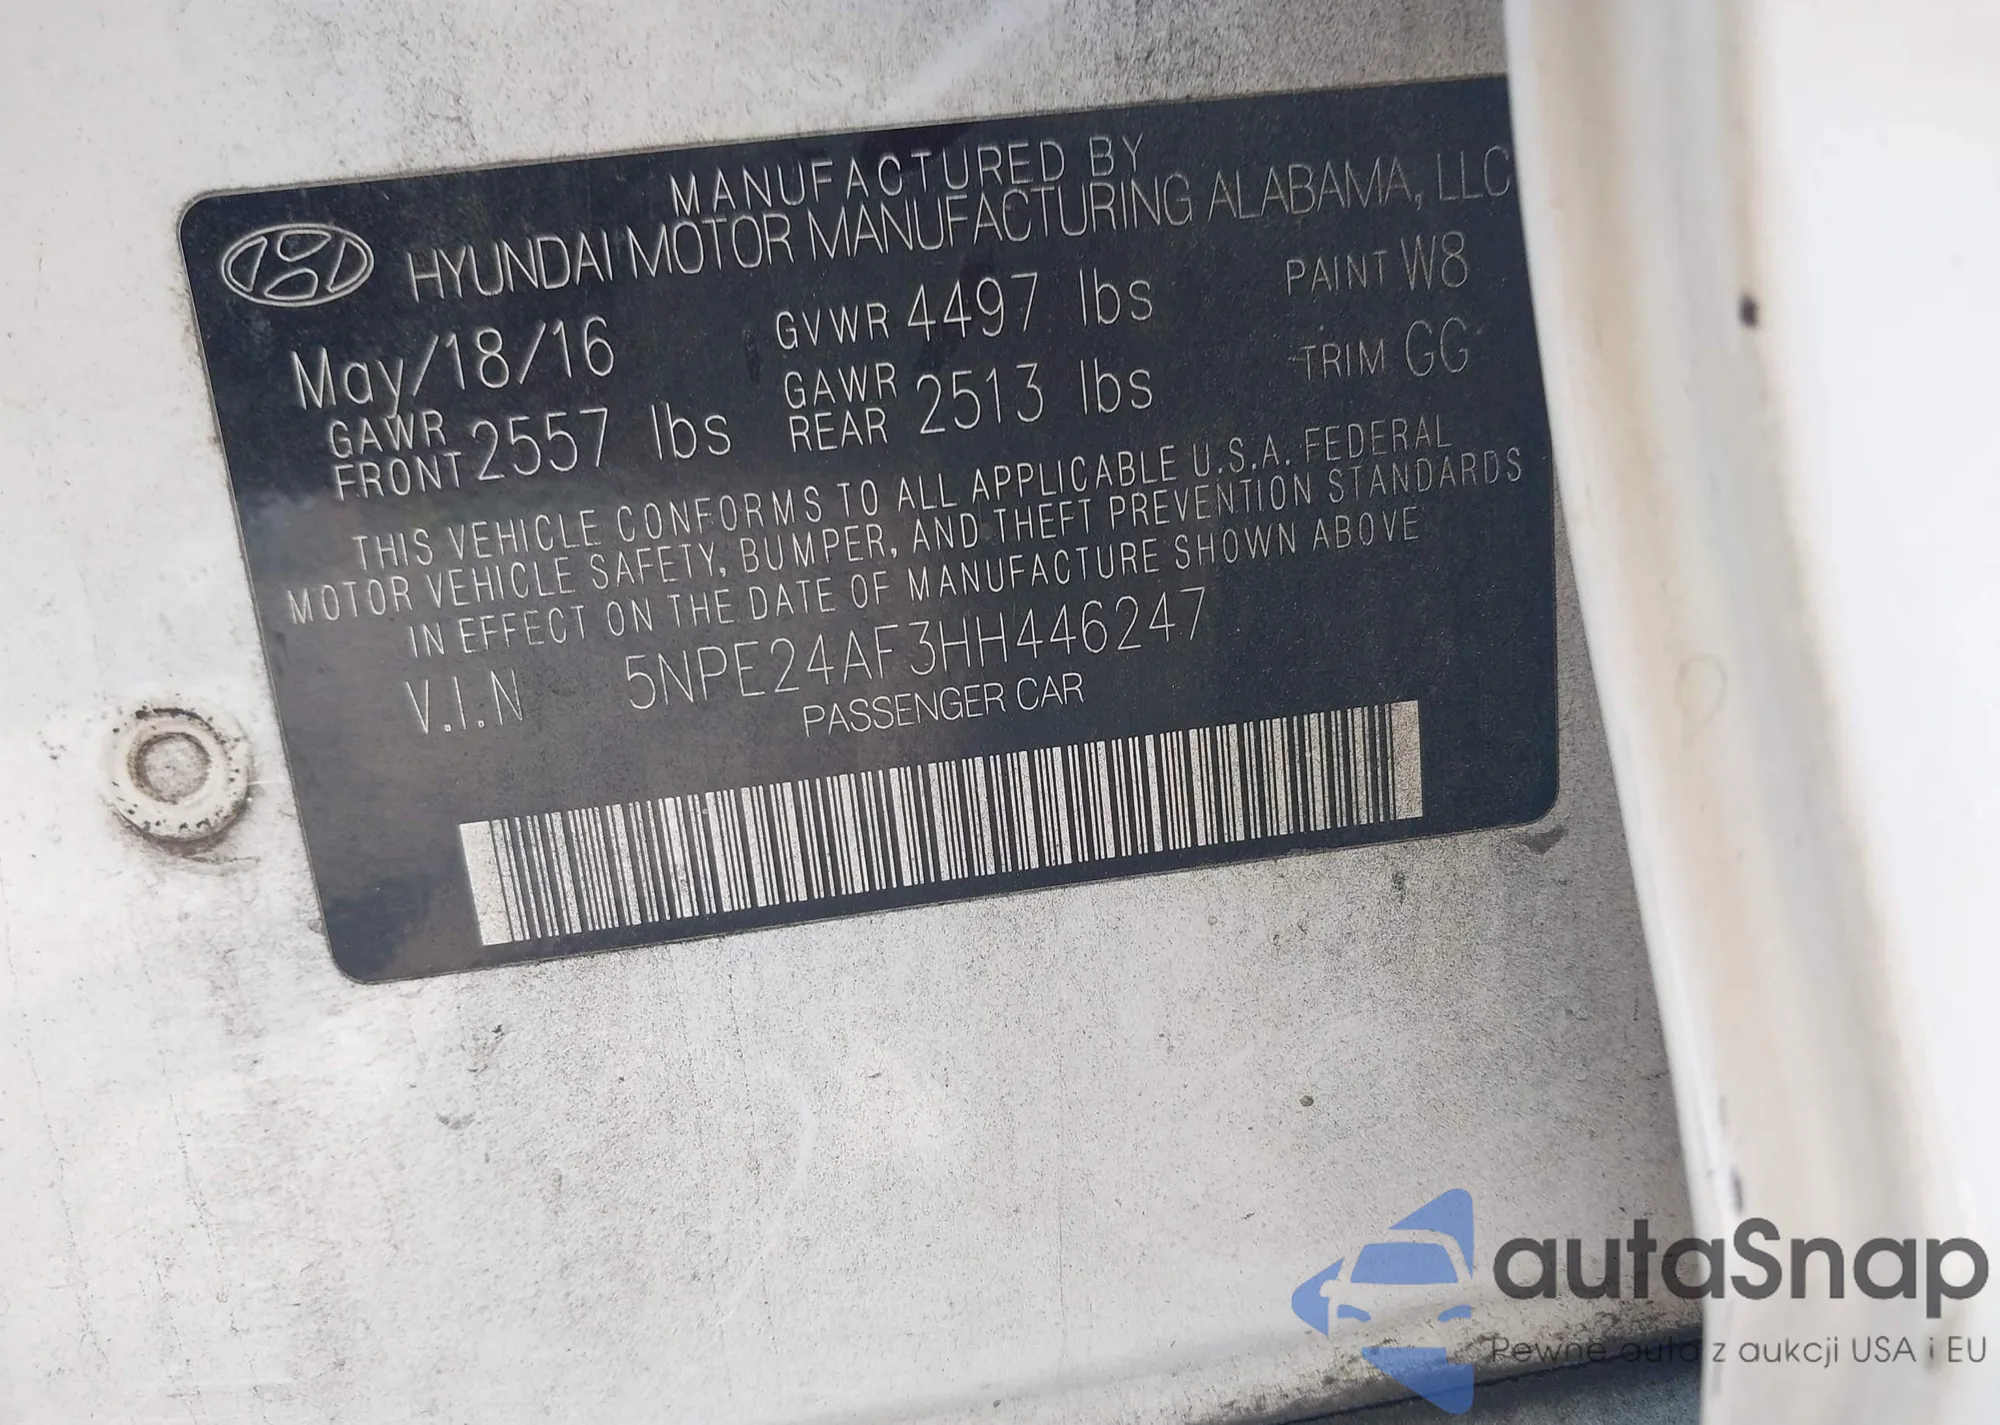 MANUFACTURED BY
HYUNDAI MOTOR MANUFACTURING ALABAMA, LLC
May/18/16 GVWR 4497 lbs PAINT W8
GAWR FRONT 2557 lbs GAWR REAR 2513 lbs TRIM GG
THIS VEHICLE CONFORMS TO ALL APPLICABLE U.S.A. FEDERAL
MOTOR VEHICLE SAFETY, BUMPER, AND THEFT PREVENTION STANDARDS
IN EFFECT ON THE DATE OF MANUFACTURE SHOWN ABOVE
V.I.N 5NPE24AF3HH446247
PASSENGER CAR
autaSnap
Pewne auta z aukcji USA i EU